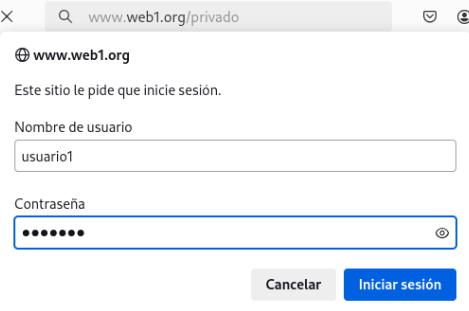 www.web1.org/privado
www.web1.org
Este sitio le pide que inicie sesión.
Nombre de usuario
usuario1
Contraseña
●●●●●●●
Cancelar Iniciar sesión